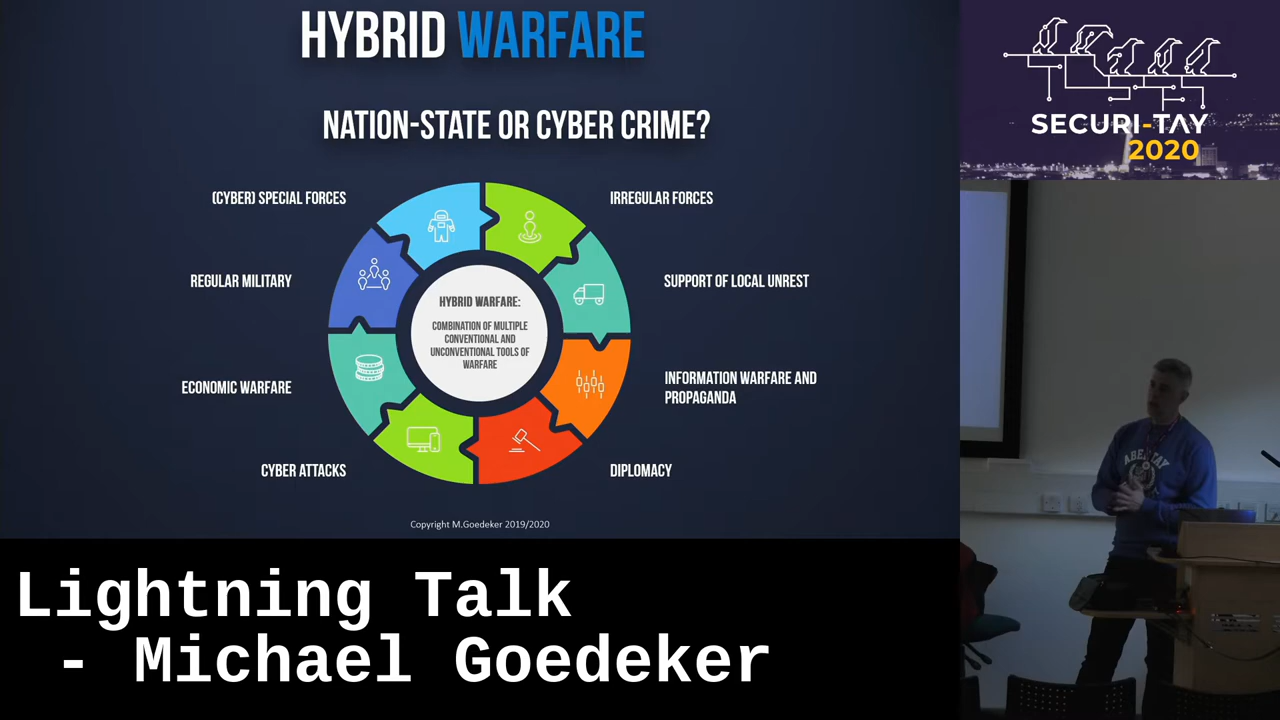 HYBRID WARFARE
NATION-STATE OR CYBER CRIME?
(CYBER) SPECIAL FORCES
IRREGULAR FORCES
REGULAR MILITARY
SUPPORT OF LOCAL UNREST
HYBRID WARFARE:
COMBINATION OF MULTIPLE
CONVENTIONAL AND
UNCONVENTIONAL TOOLS OF
WARFARE
ECONOMIC WARFARE
INFORMATION WARFARE AND
PROPAGANDA
CYBER ATTACKS
DIPLOMACY
Copyright M.Goedeker 2019/2020
SECURI-TAY
2020
ABERTAY
Lightning Talk
- Michael Goedeker